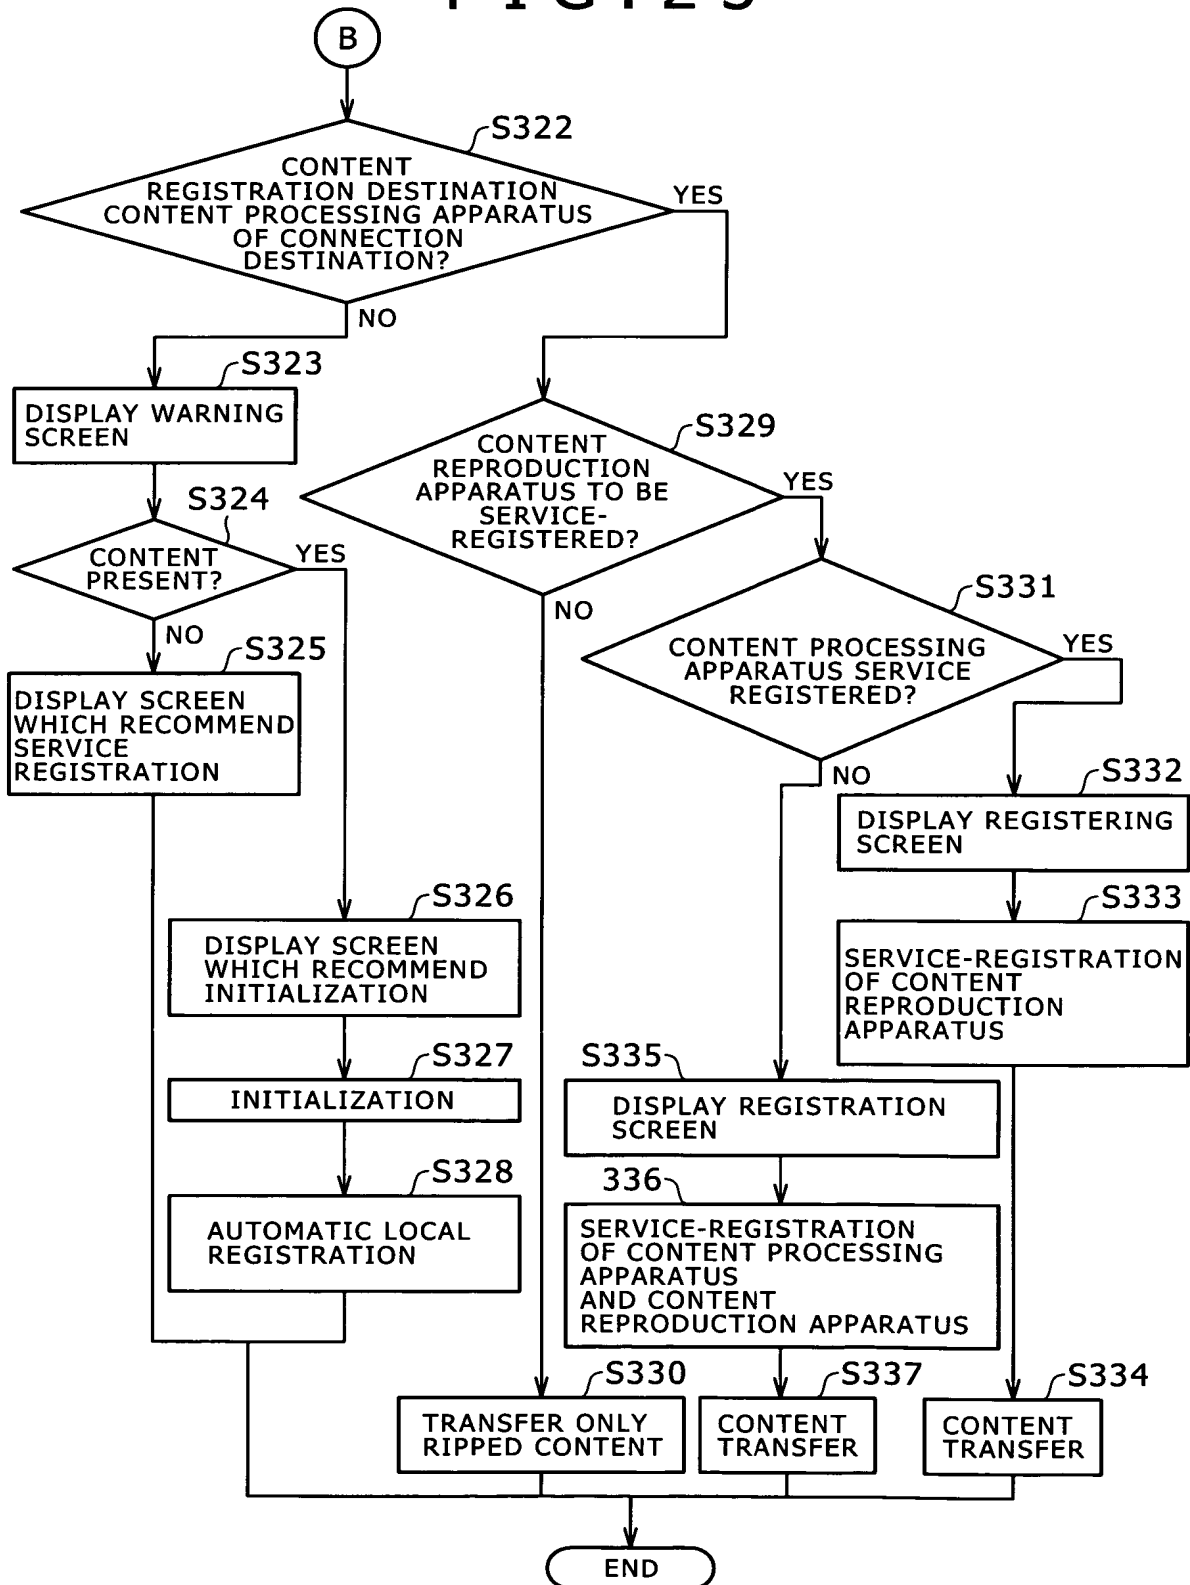 B
S322
CONTENT
REGISTRATION DESTINATION
CONTENT PROCESSING APPARATUS
OF CONNECTION
DESTINATION?
YES
NO
S323
DISPLAY WARNING
SCREEN
S329
CONTENT
REPRODUCTION
APPARATUS TO BE
SERVICE-
REGISTERED?
YES
NO
S324
CONTENT
PRESENT?
YES
NO
S325
DISPLAY SCREEN
WHICH RECOMMEND
SERVICE
REGISTRATION
S331
CONTENT PROCESSING
APPARATUS SERVICE
REGISTERED?
YES
NO
S332
DISPLAY REGISTERING
SCREEN
S333
SERVICE-REGISTRATION
OF CONTENT
REPRODUCTION
APPARATUS
S326
DISPLAY SCREEN
WHICH RECOMMEND
INITIALIZATION
S327
INITIALIZATION
S328
AUTOMATIC LOCAL
REGISTRATION
S335
DISPLAY REGISTRATION
SCREEN
336
SERVICE-REGISTRATION
OF CONTENT PROCESSING
APPARATUS
AND CONTENT
REPRODUCTION APPARATUS
S330
TRANSFER ONLY
RIPPED CONTENT
S337
CONTENT
TRANSFER
S334
CONTENT
TRANSFER
END